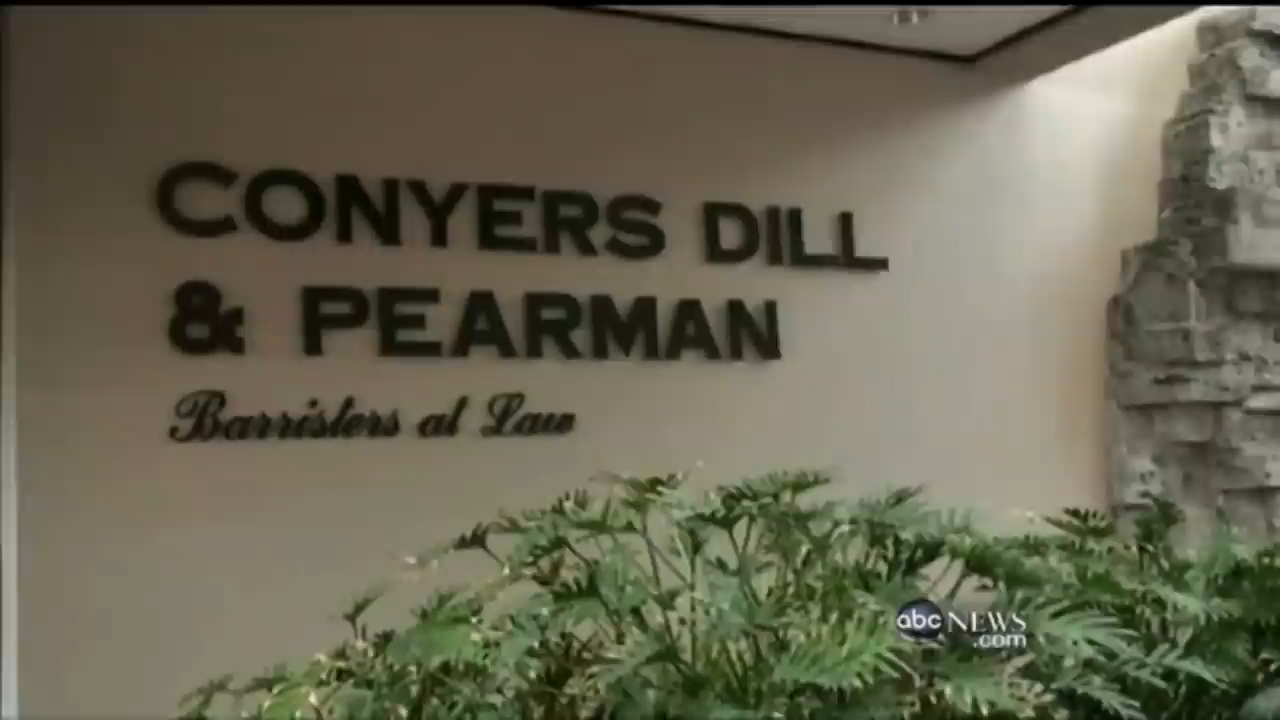 CONYERS DILL
& PEARMAN
Barristers at Law
abc NEWS
.com